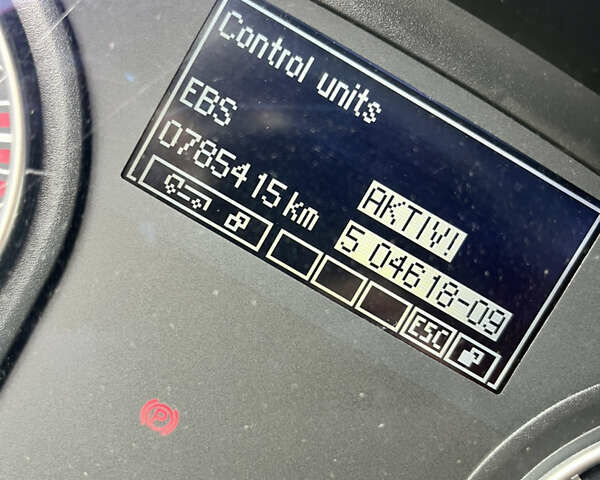 Control units
EBS
0785415km AKTIV!
5 04618-09
ESC
P